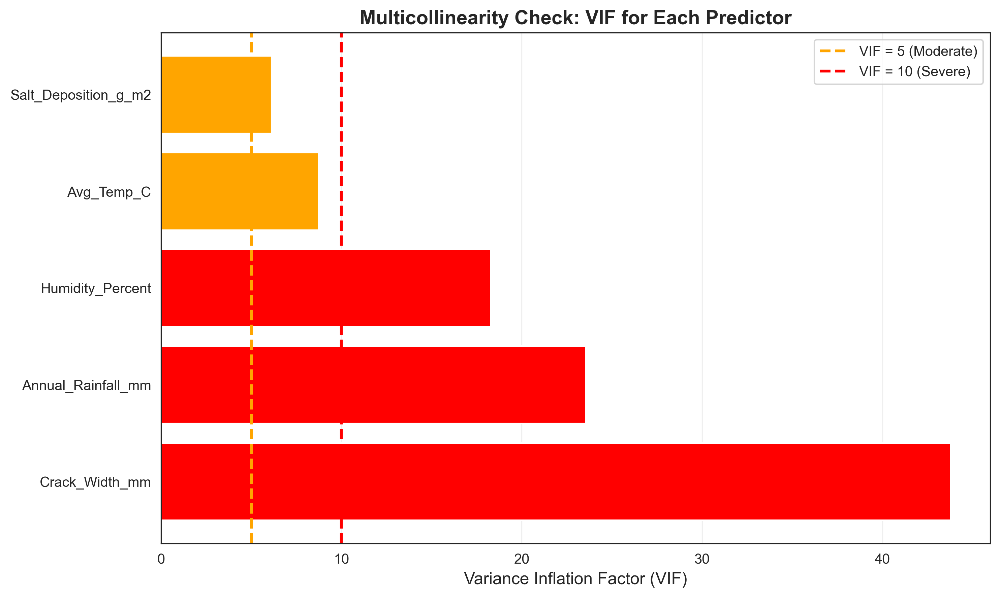 Multicollinearity Check: VIF for Each Predictor
VIF = 5 (Moderate)
VIF = 10 (Severe)
Salt_Deposition_g_m2
Avg_Temp_C
Humidity_Percent
Annual_Rainfall_mm
Crack_Width_mm
0 10 20 30 40
Variance Inflation Factor (VIF)